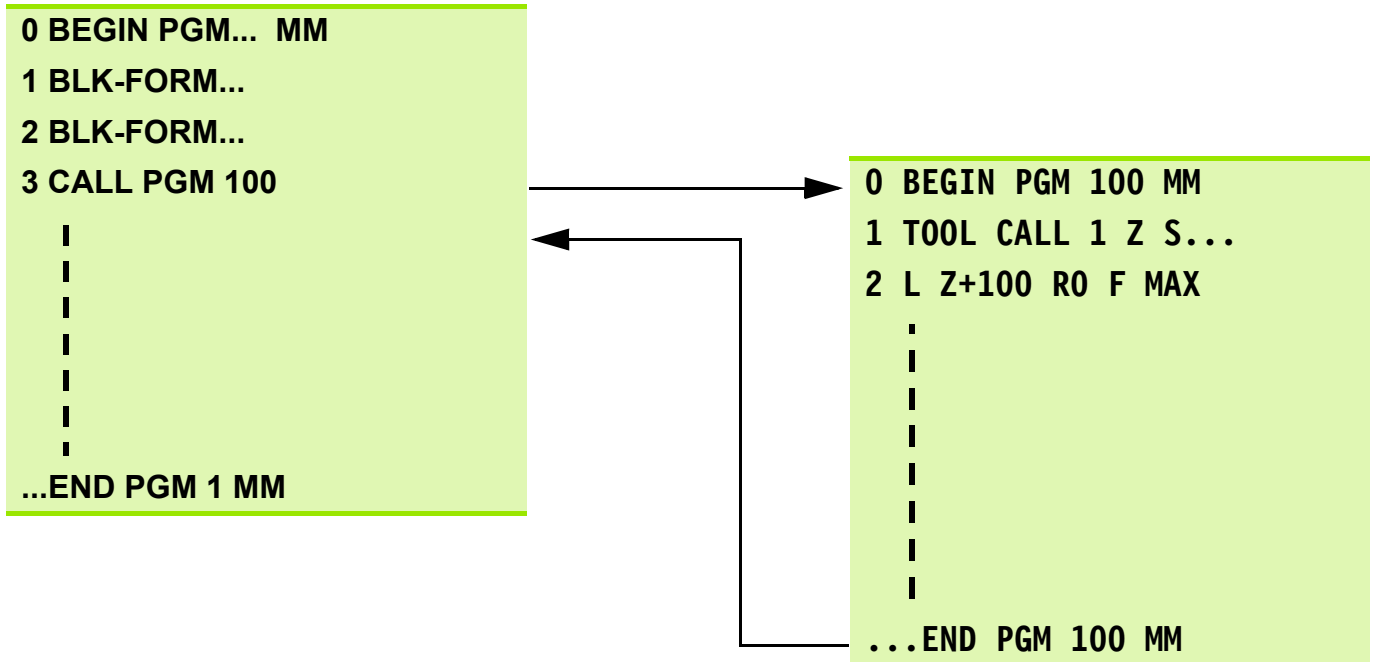 0 BEGIN PGM... MM
1 BLK-FORM...
2 BLK-FORM...
3 CALL PGM 100
...END PGM 1 MM
0 BEGIN PGM 100 MM
1 TOOL CALL 1 Z S...
2 L Z+100 R0 F MAX
...END PGM 100 MM